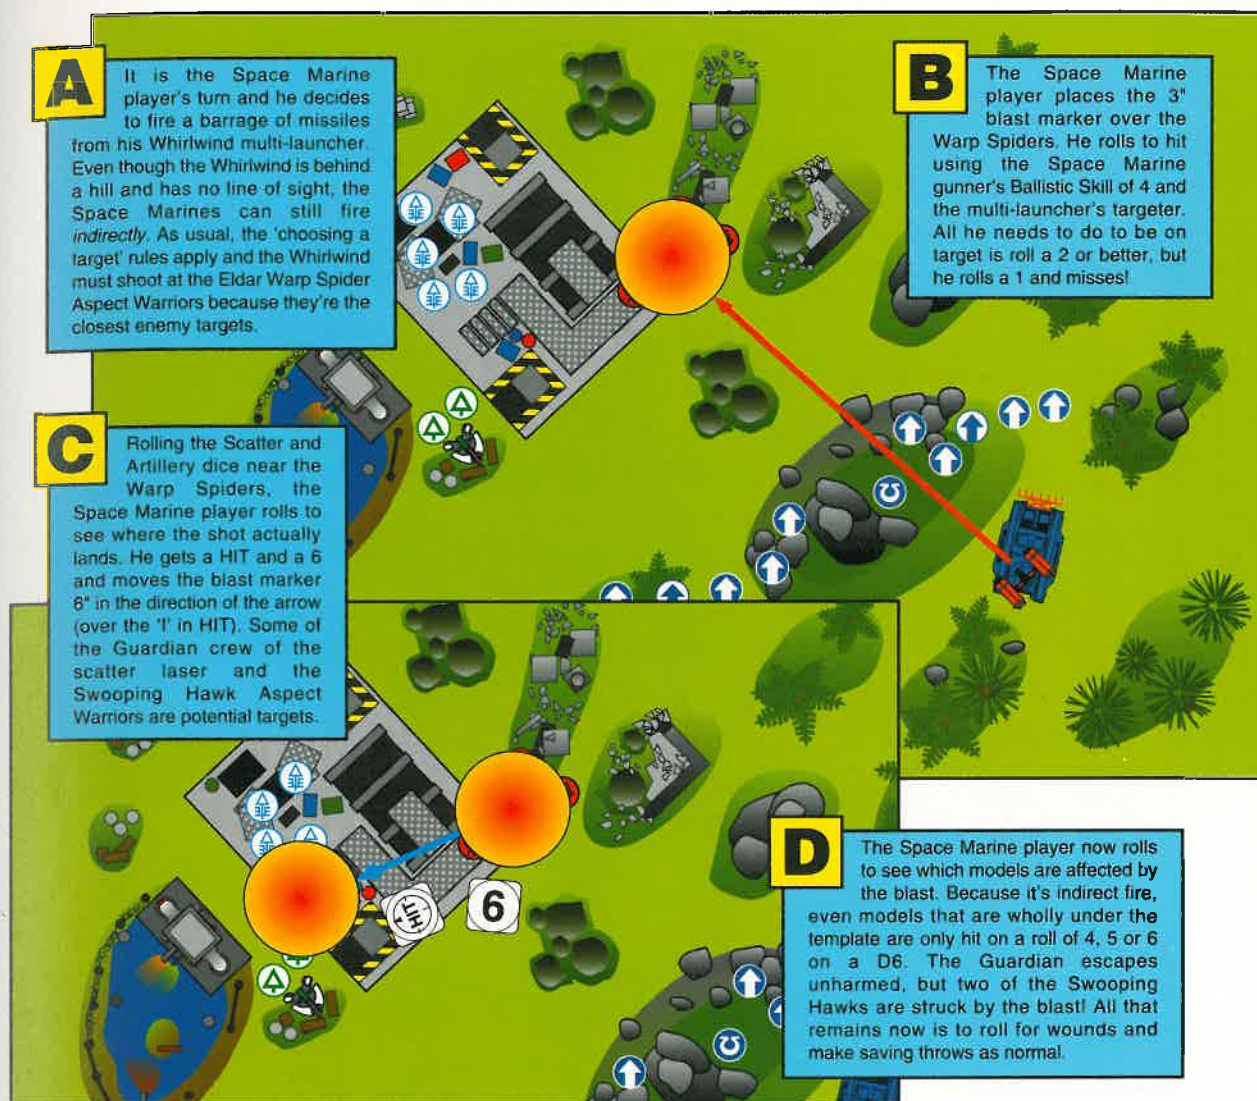 A
It is the Space Marine
player's turn and he decides
to fire a barrage of missiles
from his Whirlwind multi-launcher.
Even though the Whirlwind is behind
a hill and has no line of sight, the
Space Marines can still fire
indirectly. As usual, the 'choosing a
target' rules apply and the Whirlwind
must shoot at the Eldar Warp Spider
Aspect Warriors because they're the
closest enemy targets.
B
The Space Marine
player places the 3"
blast marker over the
Warp Spiders. He rolls to hit
using the Space Marine
gunner's Ballistic Skill of 4 and
the multi-launcher's targeter.
All he needs to do to be on
target is roll a 2 or better, but
he rolls a 1 and misses!
C
Rolling the Scatter and
Artillery dice near the
Warp Spiders, the
Space Marine player rolls to
see where the shot actually
lands. He gets a HIT and a 6
and moves the blast marker
6" in the direction of the arrow
(over the 'I' in HIT). Some of
the Guardian crew of the
scatter laser and the
Swooping Hawk Aspect
Warriors are potential targets.
HIT
6
D
The Space Marine player now rolls
to see which models are affected by
the blast. Because it's indirect fire,
even models that are wholly under the
template are only hit on a roll of 4, 5 or 6
on a D6. The Guardian escapes
unharmed, but two of the Swooping
Hawks are struck by the blast! All that
remains now is to roll for wounds and
make saving throws as normal.